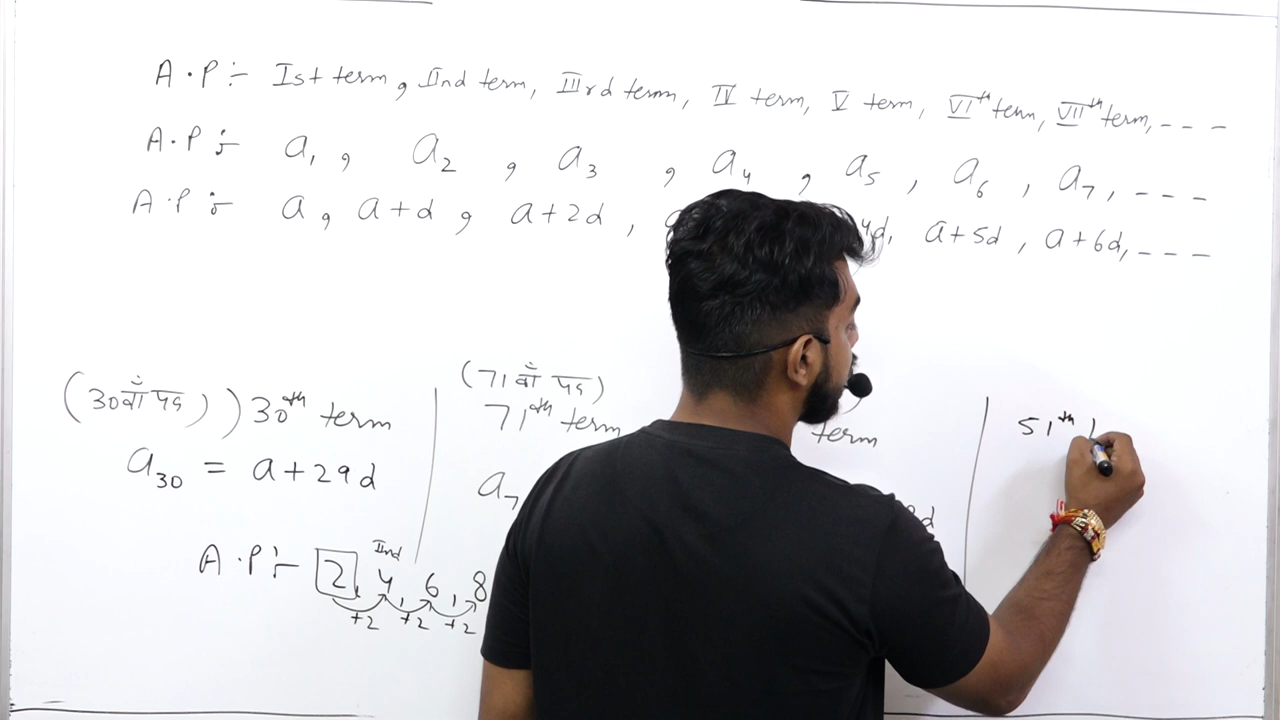 A.P:- Ist term, IInd term, IIIrd term, IV term, V term, VIth term, VIIth term, - - -
A.P:- a₁, a₂, a₃, a₄, a₅, a₆, a₇, - - -
A.P:- a, a+d, a+2d, 4d, a+5d, a+6d, - - -
(30वाँ पद)) 30th term
a₃₀ = a+29d
(71वाँ पद)
71th term
a₇
term
d
51th
A.P:- 2, 4, 6, 8
IInd
+2 +2 +2